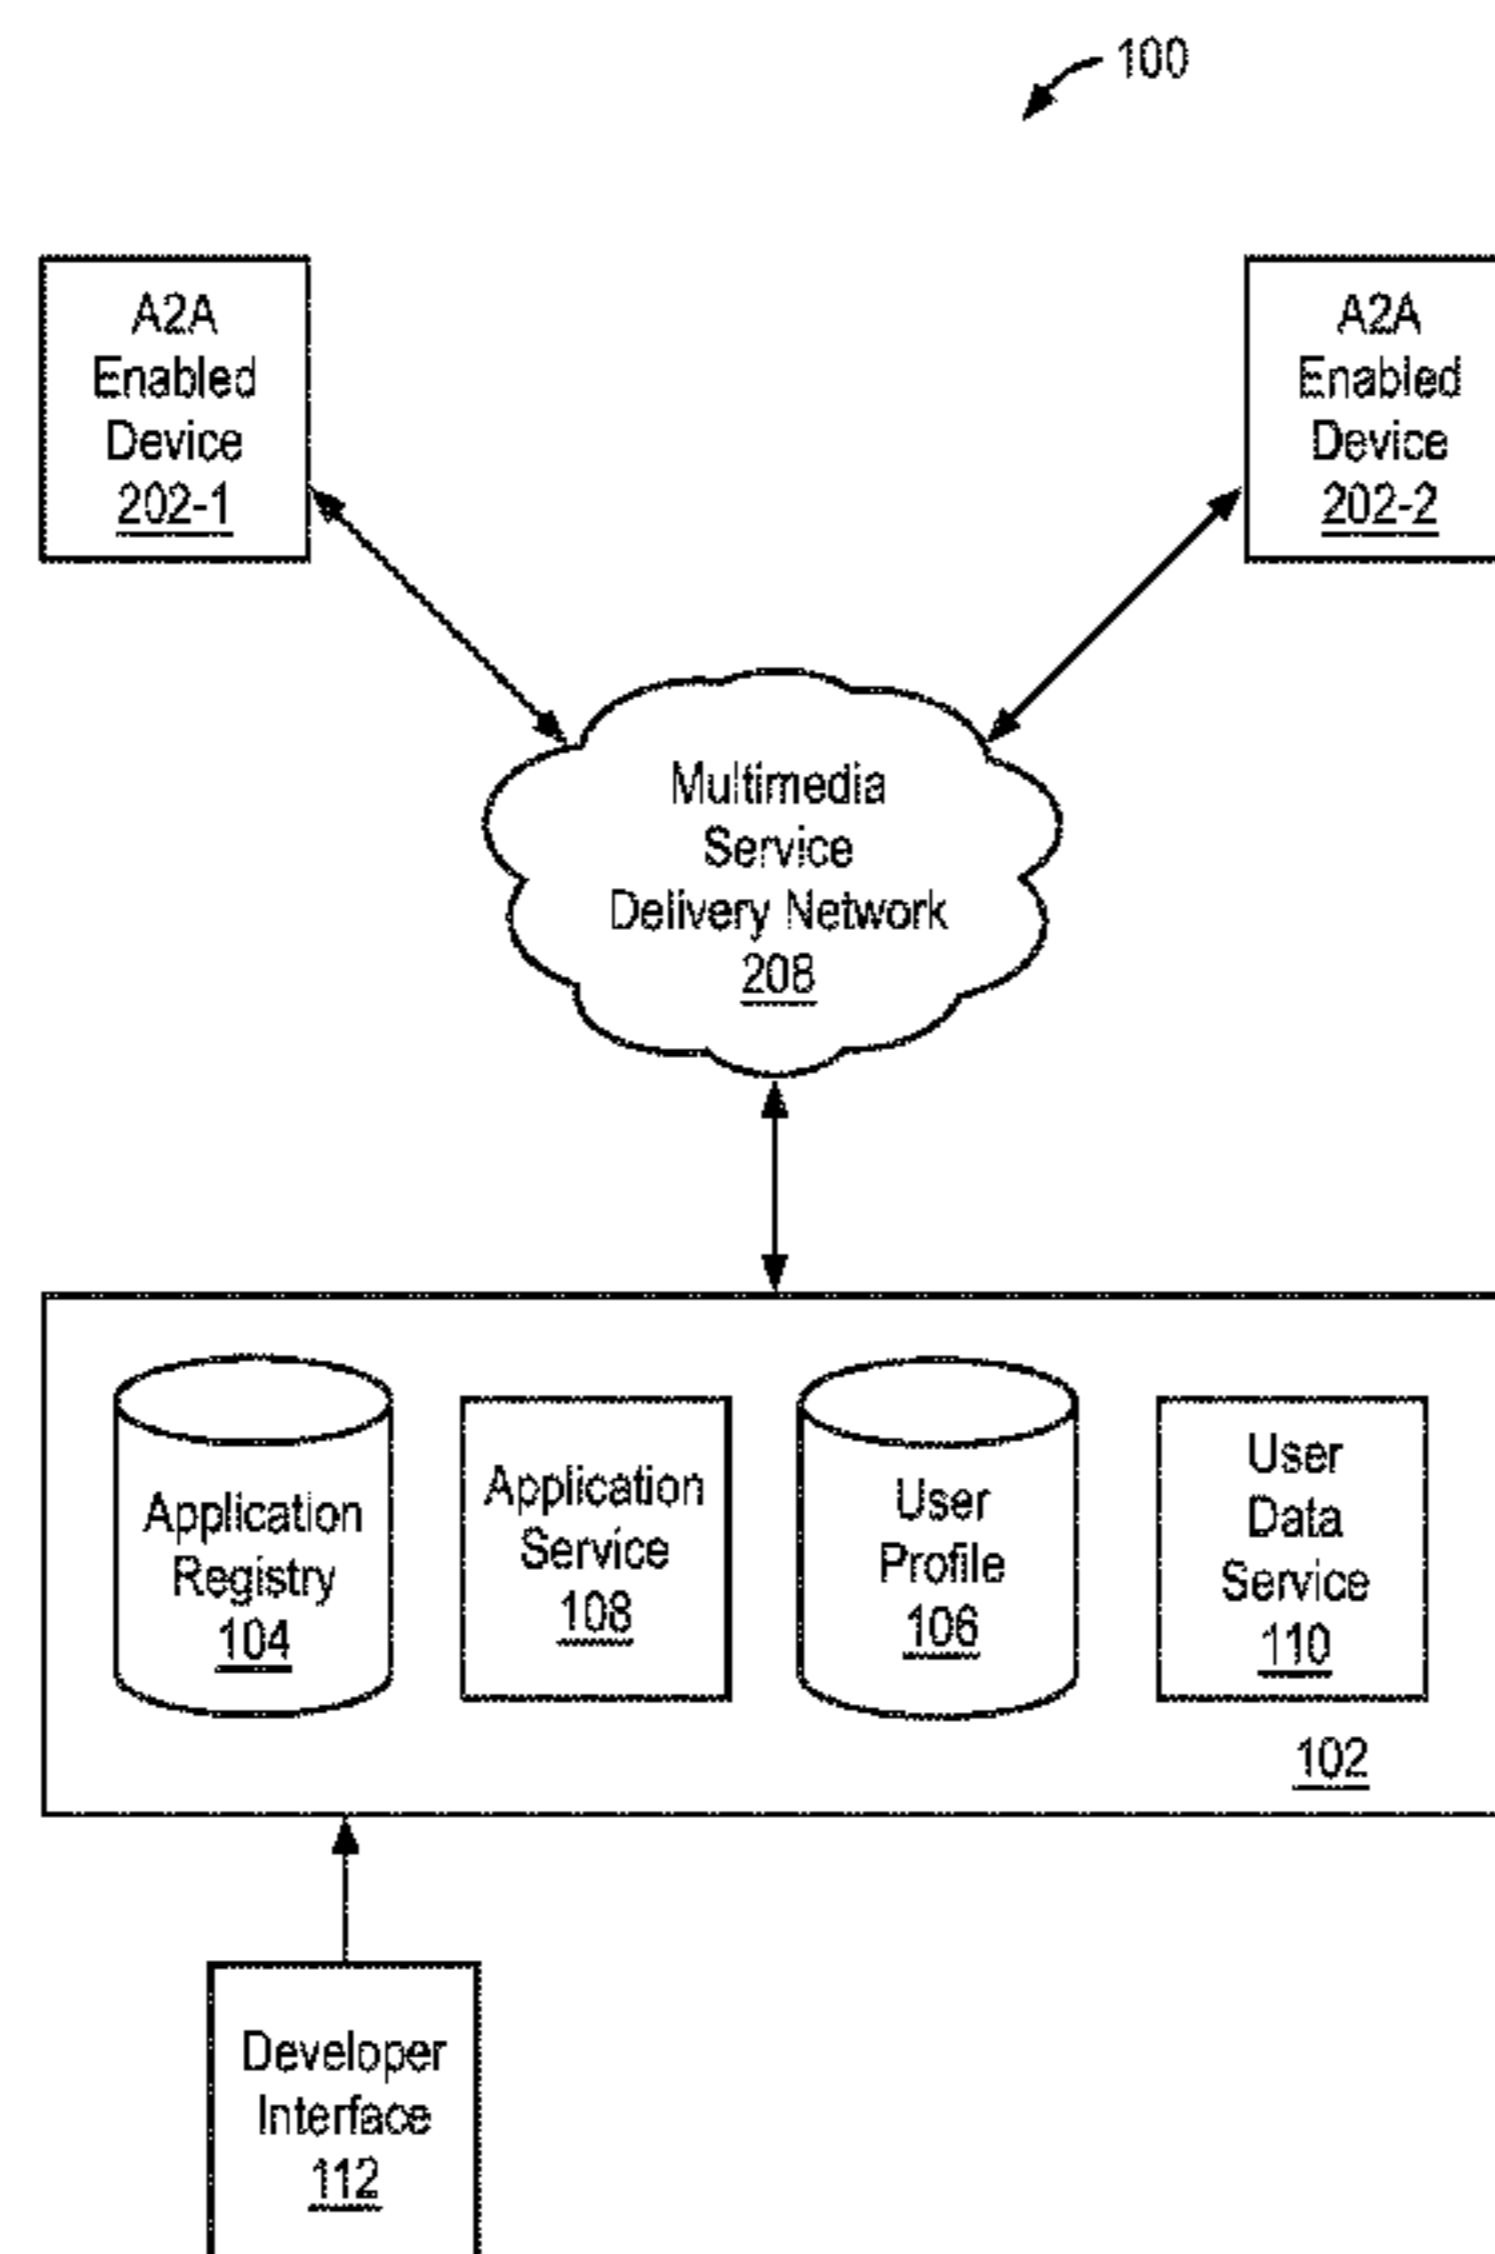 100
A2A
Enabled
Device
202-1
A2A
Enabled
Device
202-2
Multimedia
Service
Delivery Network
208
Application
Registry
104
Application
Service
108
User
Profile
106
User
Data
Service
110
102
Developer
Interface
112